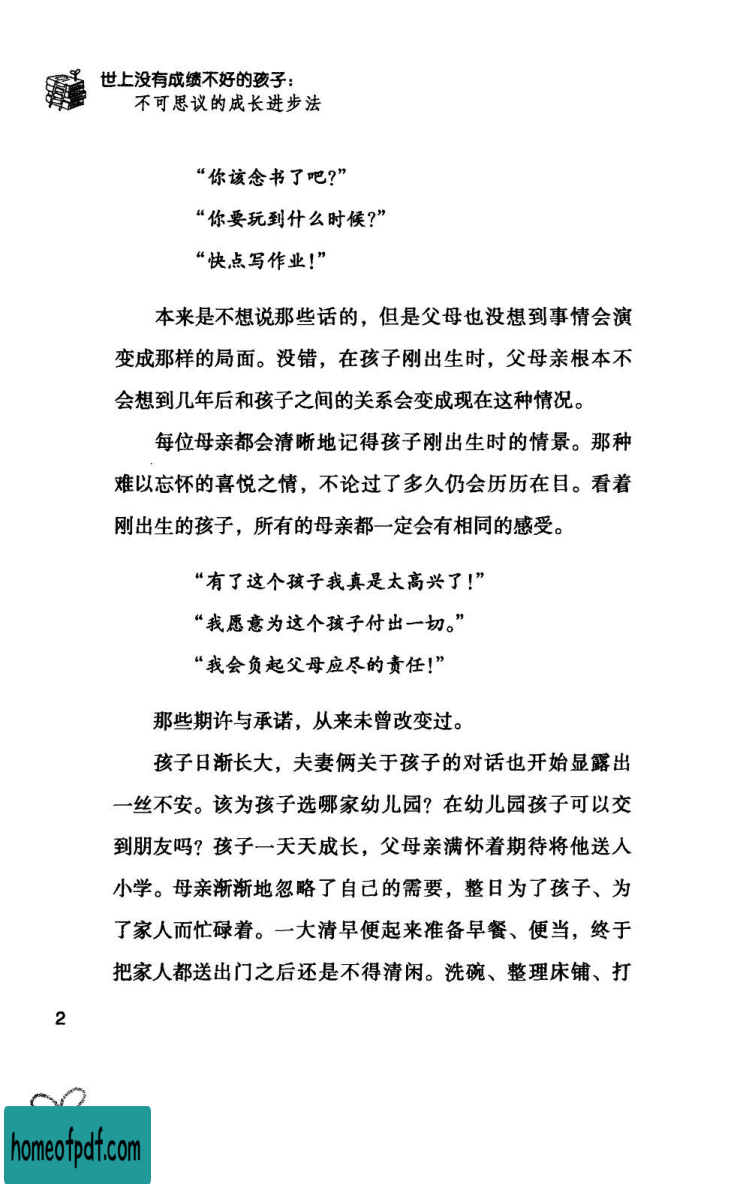 世上没有成绩不好的孩子：
不可思议的成长进步法
“你该念书了吧?”
“你要玩到什么时候?”
“快点写作业!”
本来是不想说那些话的，但是父母也没想到事情会演
变成那样的局面。没错，在孩子刚出生时，父母亲根本不
会想到几年后和孩子之间的关系会变成现在这种情况。
每位母亲都会清晰地记得孩子刚出生时的情景。那种
难以忘怀的喜悦之情，不论过了多久仍会历历在目。看着
刚出生的孩子，所有的母亲都一定会有相同的感受。
“有了这个孩子我真是太高兴了!”
“我愿意为这个孩子付出一切。”
“我会负起父母应尽的责任!”
那些期许与承诺，从来未曾改变过。
孩子日渐长大，夫妻俩关于孩子的对话也开始显露出
一丝不安。该为孩子选哪家幼儿园？在幼儿园孩子可以交
到朋友吗？孩子一天天成长，父母亲满怀着期待将他送人
小学。母亲渐渐地忽略了自己的需要，整日为了孩子、为
了家人而忙碌着。一大清早便起来准备早餐、便当，终于
把家人都送出门之后还是不得清闲。洗碗、整理床铺、打
2
homeofpdf.com